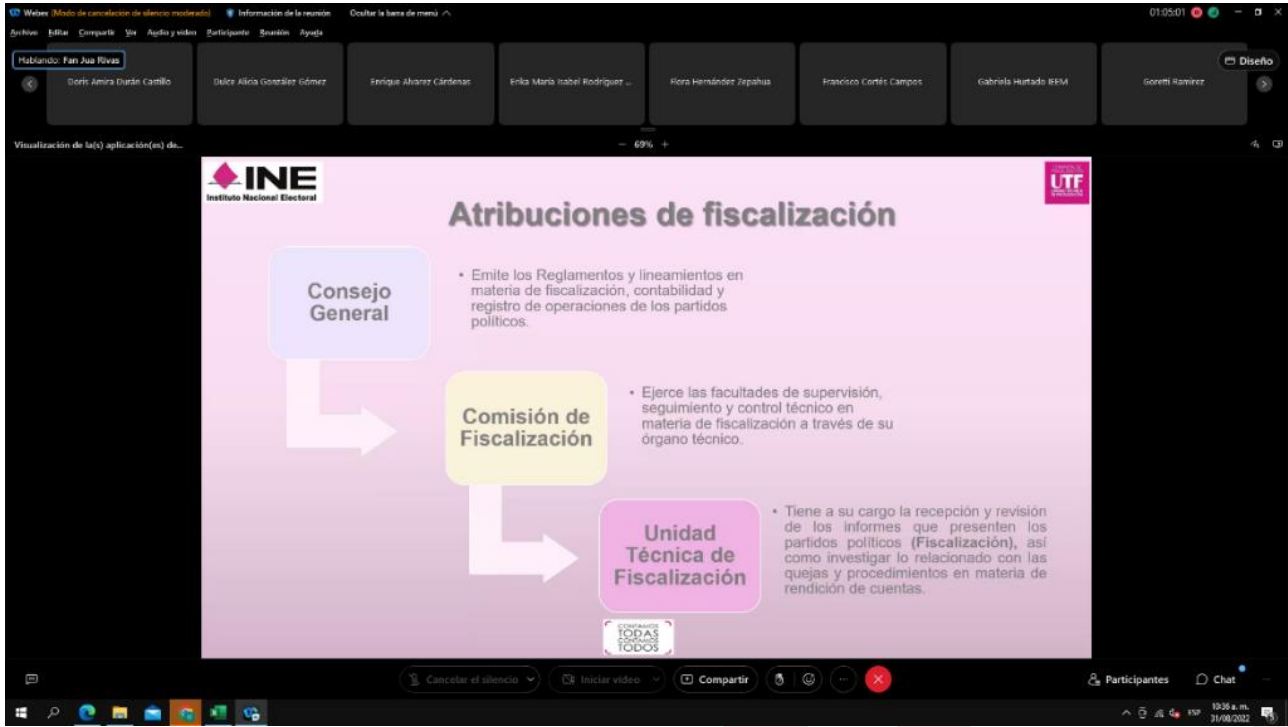 Webex (Modo de cancelación de silencio moderado) Información de la reunión Ocultar la barra de menú 01:05:01
Archivo Editar Compartir Ver Audio y video Participante Reunión Ayuda
Hablando: Fan Jua Rivas
Diseño
Doris Amira Durán Castillo Dulce Alicia González Gómez Enrique Alvarez Cárdenas Erika María Isabel Rodríguez ... Flora Hernández Zepahua Francisco Cortés Campos Gabriela Hurtado IEEM Goretti Ramirez
Visualización de la(s) aplicación(es) de... − 69% +
INE
Instituto Nacional Electoral
UTF
Atribuciones de fiscalización
Consejo
General
• Emite los Reglamentos y lineamientos en
materia de fiscalización, contabilidad y
registro de operaciones de los partidos
políticos.
Comisión de
Fiscalización
• Ejerce las facultades de supervisión,
seguimiento y control técnico en
materia de fiscalización a través de su
órgano técnico.
Unidad
Técnica de
Fiscalización
• Tiene a su cargo la recepción y revisión
de los informes que presenten los
partidos políticos (Fiscalización), así
como investigar lo relacionado con las
quejas y procedimientos en materia de
rendición de cuentas.
CONTAMOS
TODAS
CONTAMOS
TODOS
Cancelar el silencio Iniciar video Compartir Participantes Chat
ESP 10:36 a. m.
31/08/2022